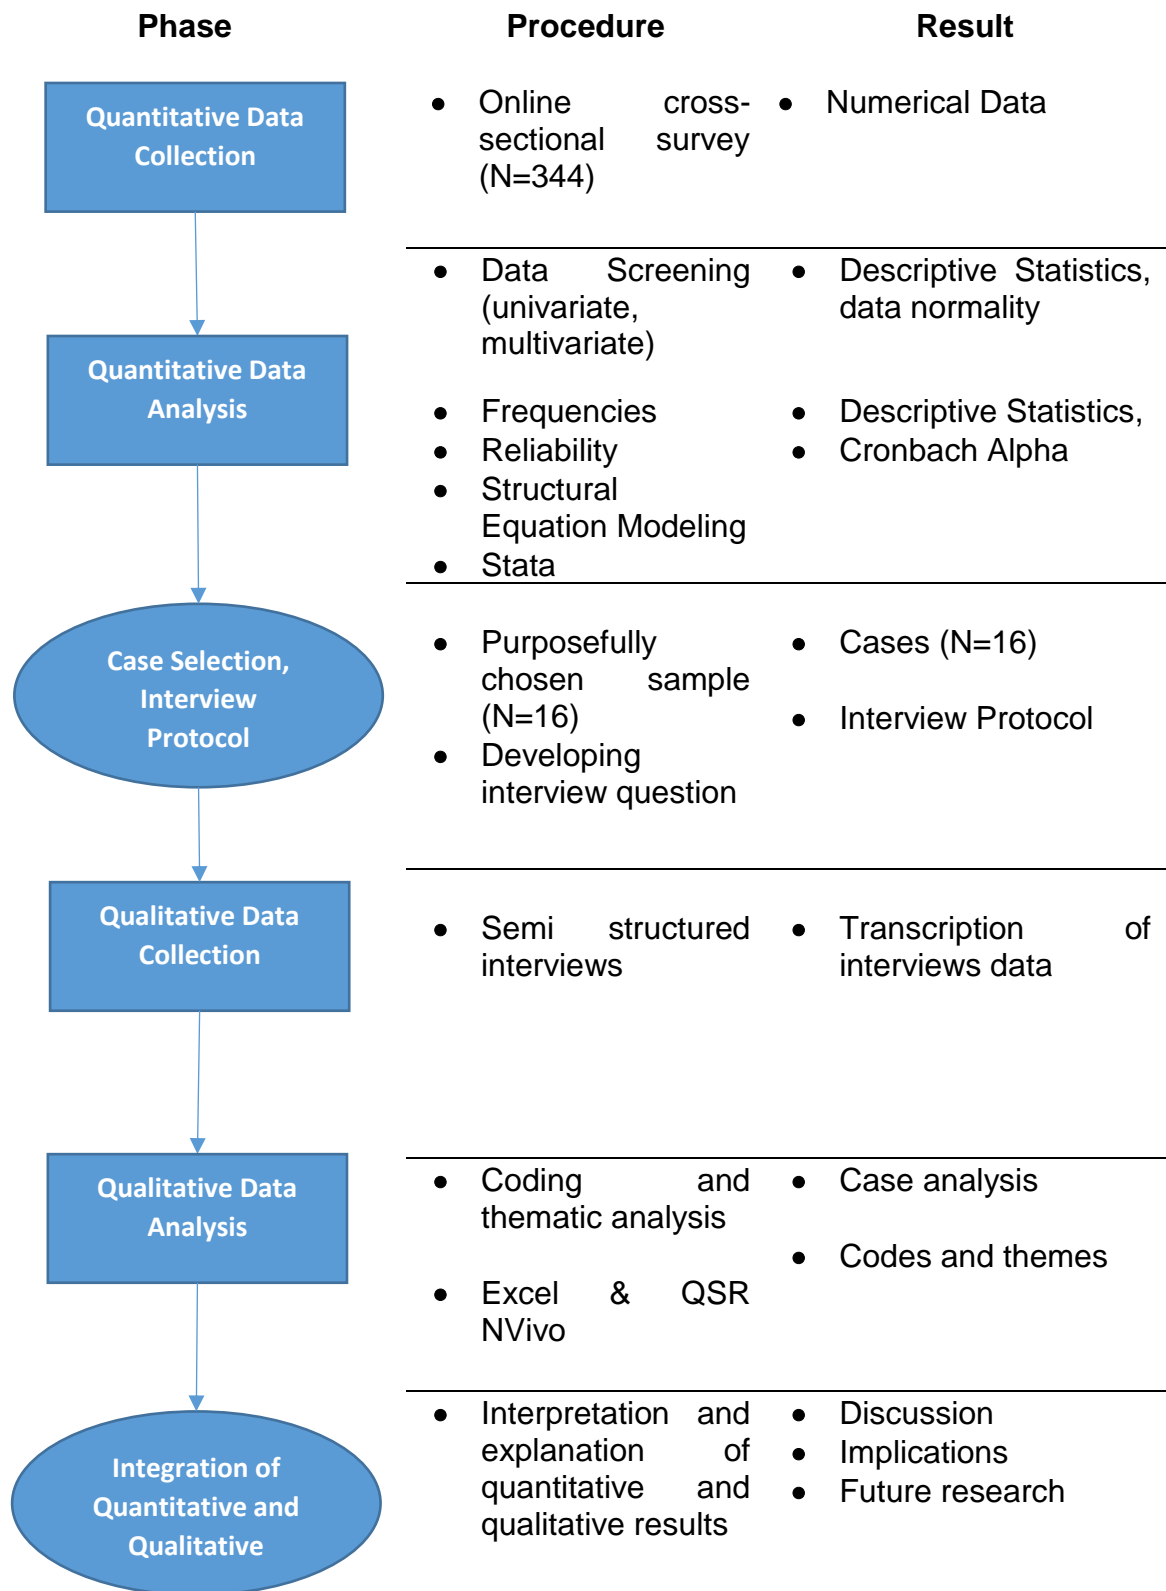 Phase Procedure Result
Quantitative Data
Collection
• Online cross-
sectional survey
(N=344)
• Numerical Data
Quantitative Data
Analysis
• Data Screening
(univariate,
multivariate)
• Frequencies
• Reliability
• Structural
Equation Modeling
• Stata
• Descriptive Statistics,
data normality
• Descriptive Statistics,
• Cronbach Alpha
Case Selection,
Interview
Protocol
• Purposefully
chosen sample
(N=16)
• Developing
interview question
• Cases (N=16)
• Interview Protocol
Qualitative Data
Collection
• Semi structured
interviews
• Transcription of
interviews data
Qualitative Data
Analysis
• Coding and
thematic analysis
• Excel & QSR
NVivo
• Case analysis
• Codes and themes
Integration of
Quantitative and
Qualitative
• Interpretation and
explanation of
quantitative and
qualitative results
• Discussion
• Implications
• Future research